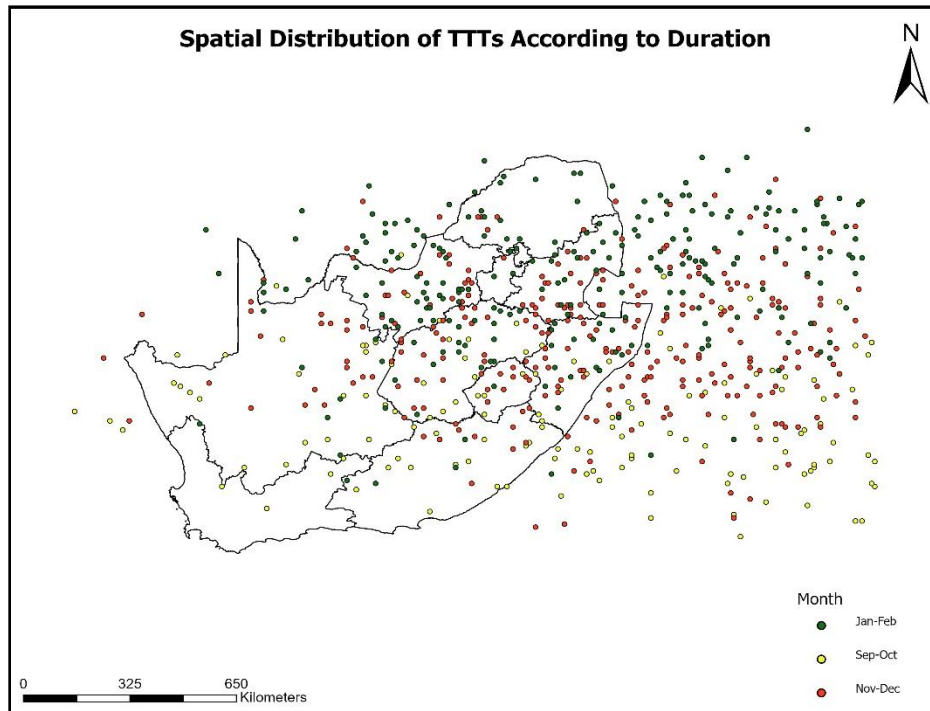 Spatial Distribution of TTTs According to Duration
N
Month
Jan-Feb
Sep-Oct
Nov-Dec
0 325 650
Kilometers